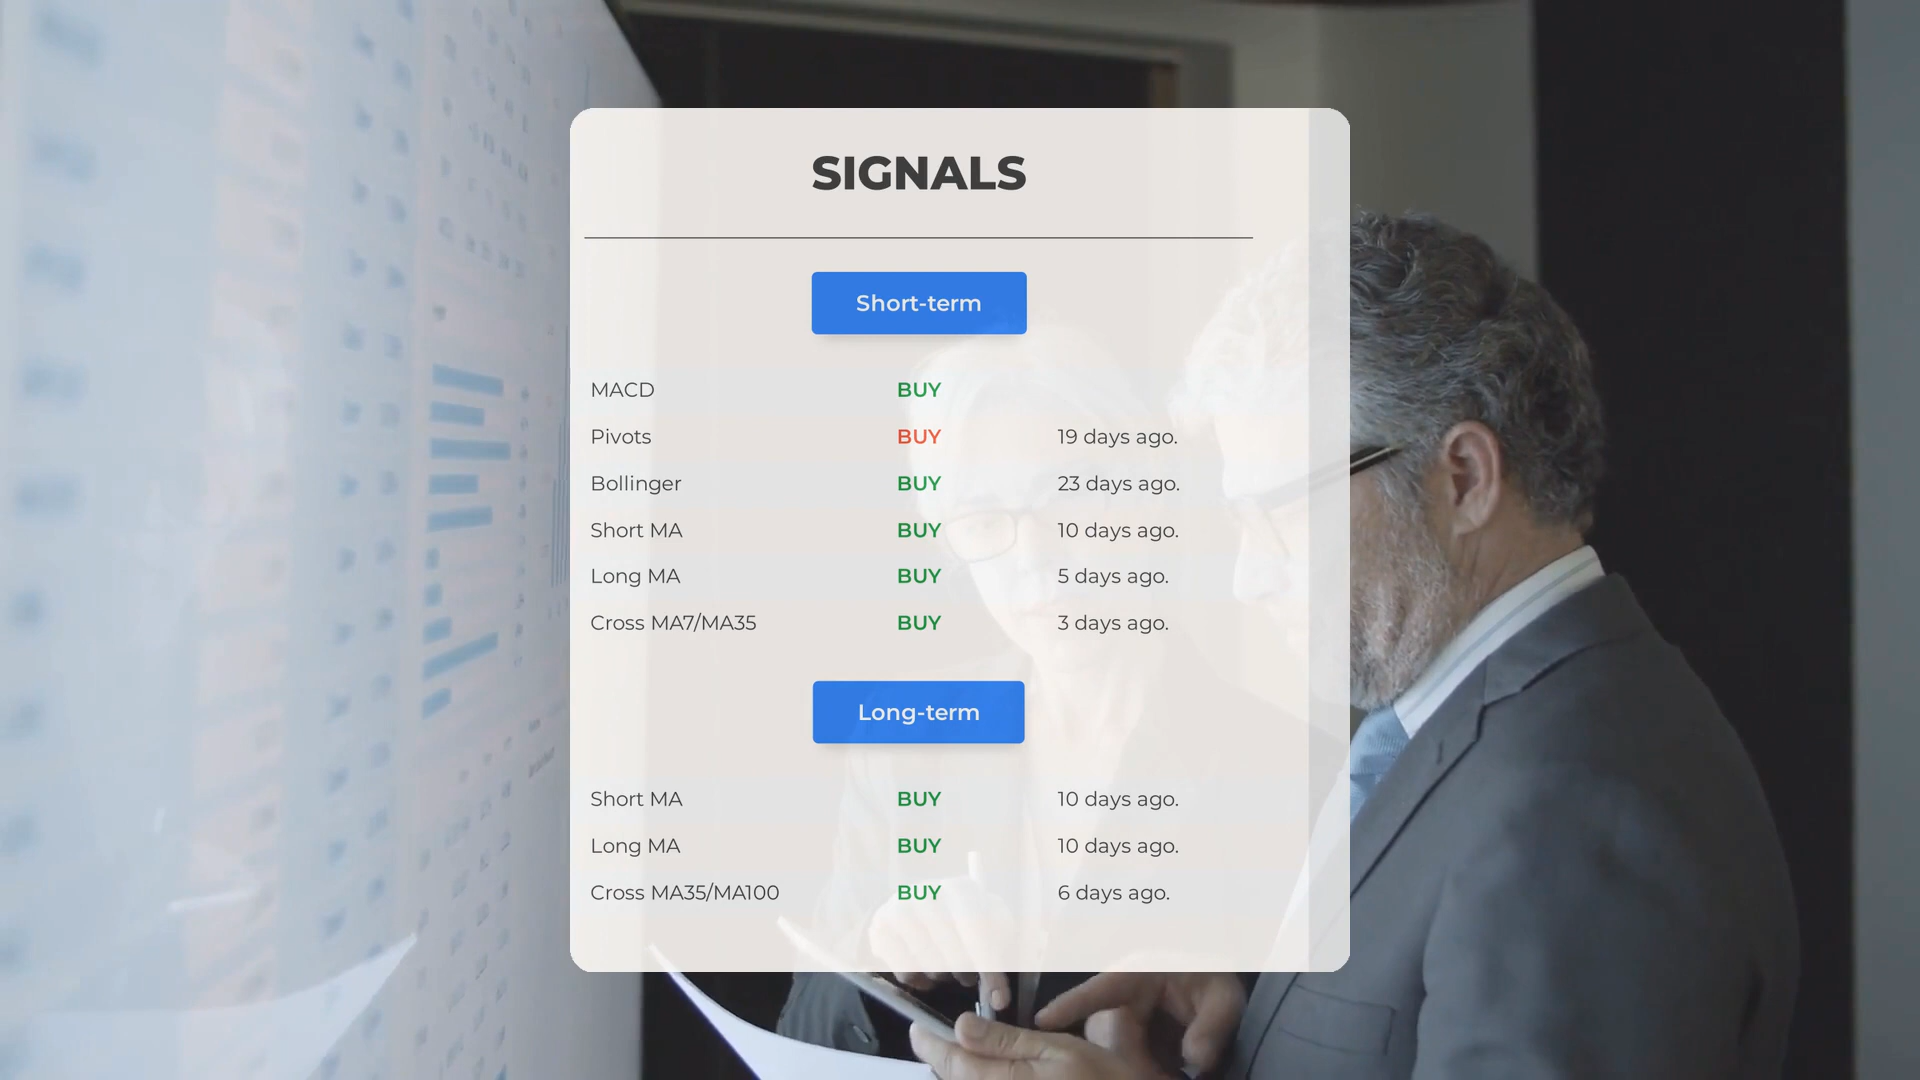 SIGNALS
Short-term
MACD BUY
Pivots BUY 19 days ago.
Bollinger BUY 23 days ago.
Short MA BUY 10 days ago.
Long MA BUY 5 days ago.
Cross MA7/MA35 BUY 3 days ago.
Long-term
Short MA BUY 10 days ago.
Long MA BUY 10 days ago.
Cross MA35/MA100 BUY 6 days ago.